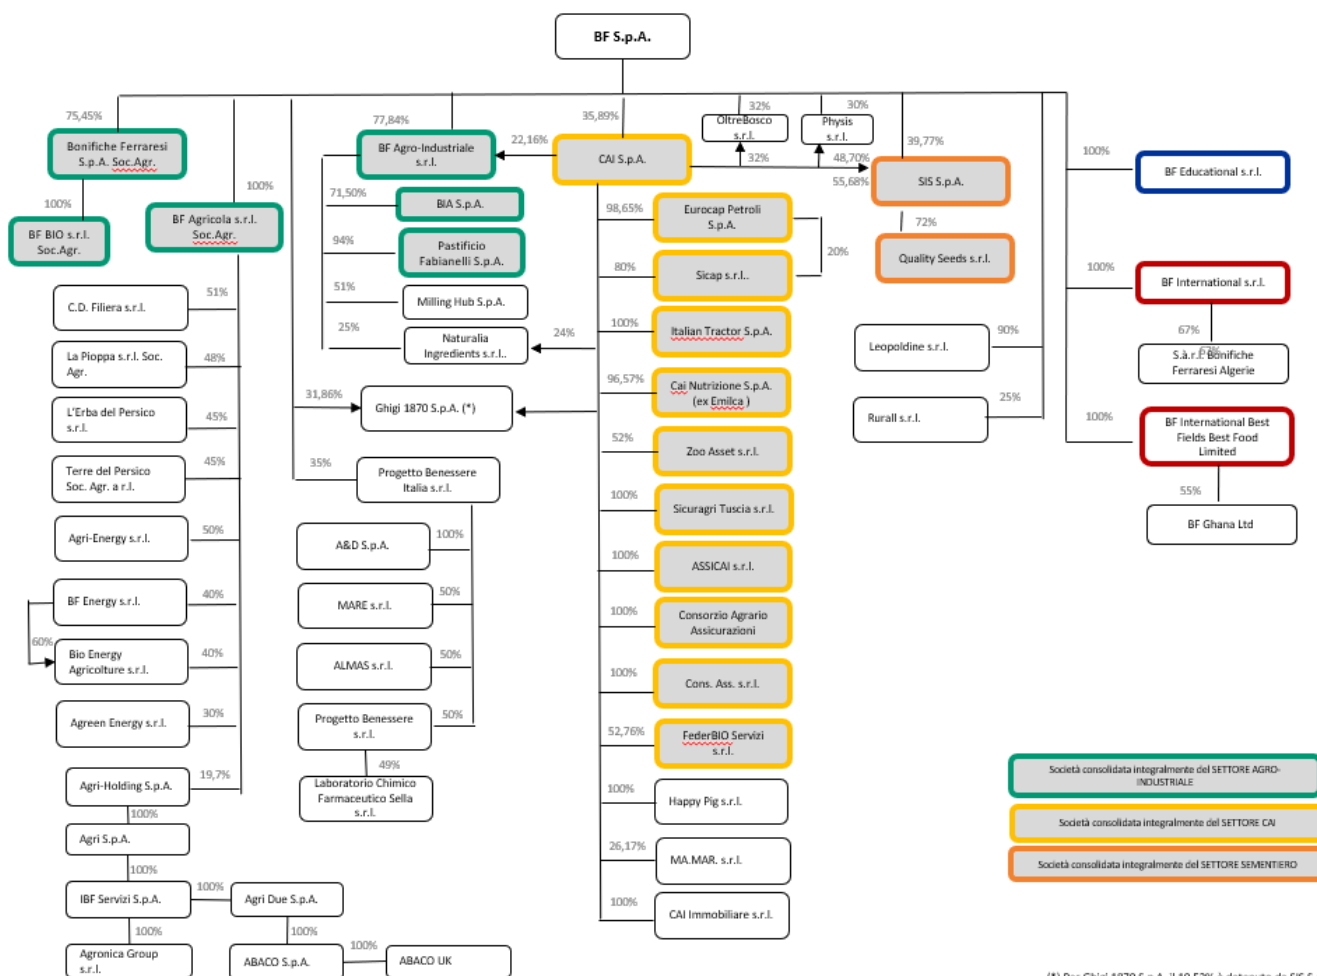 BF S.p.A.
75,45%
Bonifiche Ferraresi
S.p.A. Soc.Agr.
100%
BF BIO s.r.l.
Soc.Agr.
100%
BF Agricola s.r.l.
Soc.Agr.
51%
C.D. Filiera s.r.l.
48%
La Pioppa s.r.l. Soc.
Agr.
45%
L'Erba del Persico
s.r.l.
45%
Terre del Persico
Soc. Agr. a r.l.
50%
Agri-Energy s.r.l.
40%
BF Energy s.r.l.
60%
40%
Bio Energy
Agricolture s.r.l.
30%
Agreen Energy s.r.l.
19,7%
Agri-Holding S.p.A.
100%
Agri S.p.A.
100%
IBF Servizi S.p.A.
100%
Agri Due S.p.A.
100%
Agronica Group
s.r.l.
100%
ABACO S.p.A.
100%
ABACO UK
77,84%
BF Agro-Industriale
s.r.l.
22,16%
71,50%
BIA S.p.A.
94%
Pastificio
Fabianelli S.p.A.
51%
Milling Hub S.p.A.
25%
Naturalia
Ingredients s.r.l..
24%
31,86%
Ghigi 1870 S.p.A. (*)
35%
Progetto Benessere
Italia s.r.l.
100%
A&D S.p.A.
50%
MARE s.r.l.
50%
ALMAS s.r.l.
50%
Progetto Benessere
s.r.l.
49%
Laboratorio Chimico
Farmaceutico Sella
s.r.l.
35,89%
CAI S.p.A.
32%
OltreBosco
s.r.l.
32%
30%
Physis
s.r.l.
48,70%
55,68%
39,77%
SIS S.p.A.
72%
Quality Seeds s.r.l.
98,65%
Eurocap Petroli
S.p.A.
20%
80%
Sicap s.r.l..
100%
Italian Tractor S.p.A.
96,57%
Cai Nutrizione S.p.A.
(ex Emilca )
52%
Zoo Asset s.r.l.
100%
Sicuragri Tuscia s.r.l.
100%
ASSICAI s.r.l.
100%
Consorzio Agrario
Assicurazioni
100%
Cons. Ass. s.r.l.
52,76%
FederBIO Servizi
s.r.l.
100%
Happy Pig s.r.l.
26,17%
MA.MAR. s.r.l.
100%
CAI Immobiliare s.r.l.
90%
Leopoldine s.r.l.
25%
Rurall s.r.l.
100%
BF Educational s.r.l.
100%
BF International s.r.l.
67%
67%
S.à.r.l. Bonifiche
Ferraresi Algerie
100%
BF International Best
Fields Best Food
Limited
55%
BF Ghana Ltd
Società consolidata integralmente del SETTORE AGRO-
INDUSTRIALE
Società consolidata integralmente del SETTORE CAI
Società consolidata integralmente del SETTORE SEMENTIERO